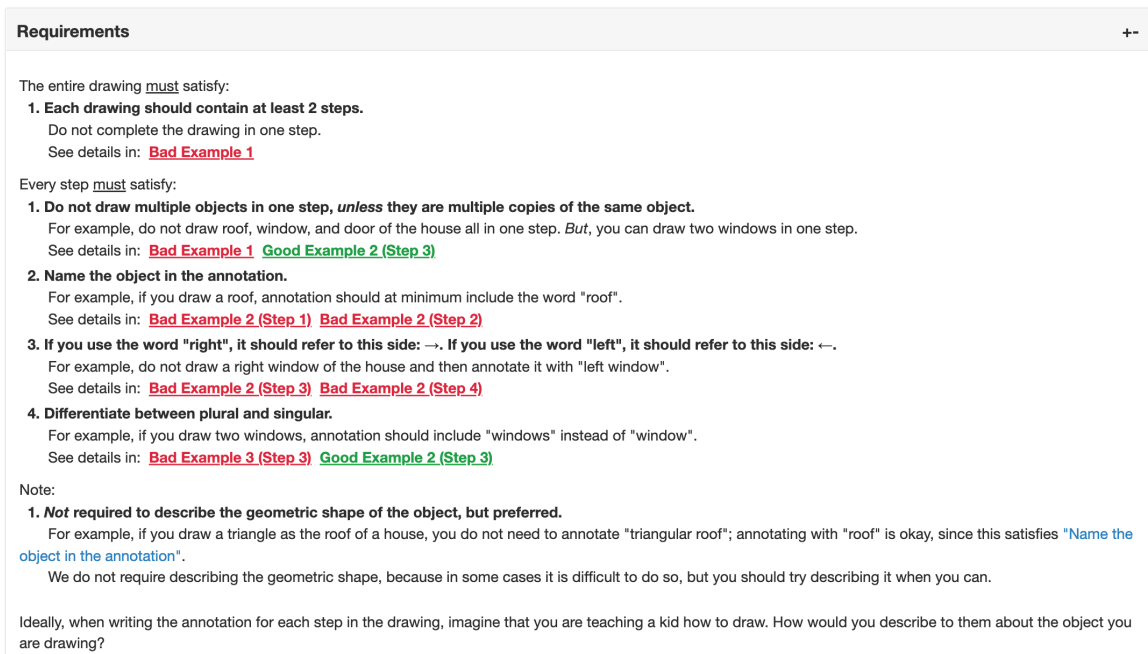 Requirements
+-
The entire drawing must satisfy:
1. Each drawing should contain at least 2 steps.
Do not complete the drawing in one step.
See details in: Bad Example 1
Every step must satisfy:
1. Do not draw multiple objects in one step, unless they are multiple copies of the same object.
For example, do not draw roof, window, and door of the house all in one step. But, you can draw two windows in one step.
See details in: Bad Example 1 Good Example 2 (Step 3)
2. Name the object in the annotation.
For example, if you draw a roof, annotation should at minimum include the word "roof".
See details in: Bad Example 2 (Step 1) Bad Example 2 (Step 2)
3. If you use the word "right", it should refer to this side: →. If you use the word "left", it should refer to this side: ←.
For example, do not draw a right window of the house and then annotate it with "left window".
See details in: Bad Example 2 (Step 3) Bad Example 2 (Step 4)
4. Differentiate between plural and singular.
For example, if you draw two windows, annotation should include "windows" instead of "window".
See details in: Bad Example 3 (Step 3) Good Example 2 (Step 3)
Note:
1. Not required to describe the geometric shape of the object, but preferred.
For example, if you draw a triangle as the roof of a house, you do not need to annotate "triangular roof"; annotating with "roof" is okay, since this satisfies "Name the
object in the annotation".
We do not require describing the geometric shape, because in some cases it is difficult to do so, but you should try describing it when you can.
Ideally, when writing the annotation for each step in the drawing, imagine that you are teaching a kid how to draw. How would you describe to them about the object you
are drawing?